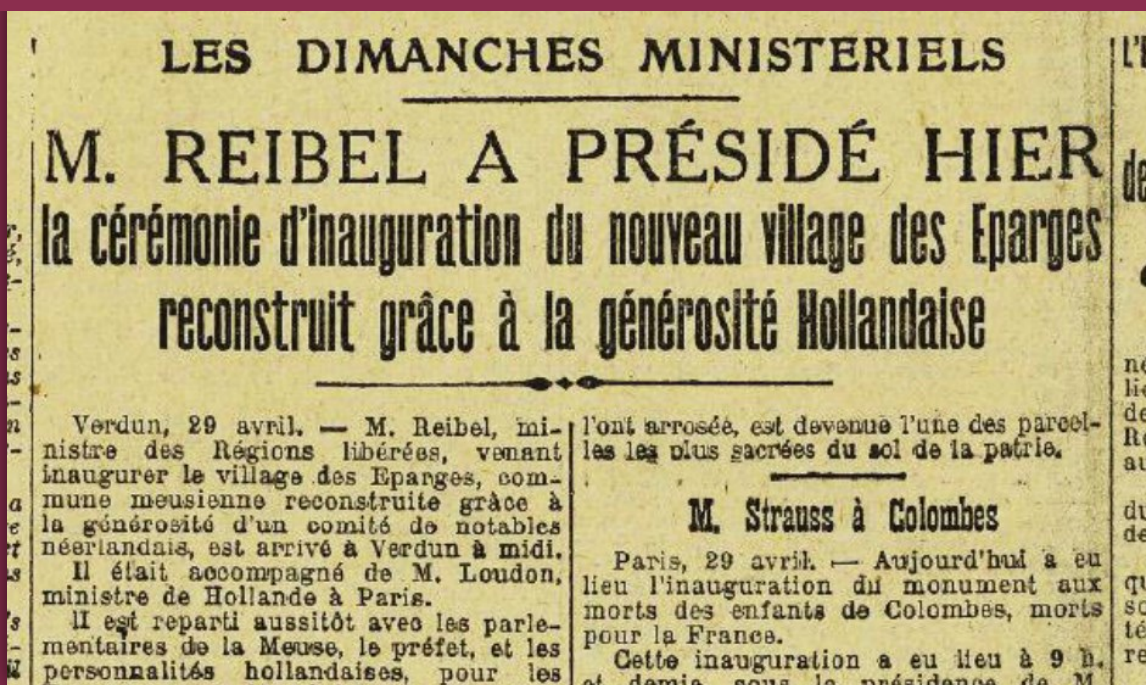 LES DIMANCHES MINISTERIELS
M. REIBEL A PRÉSIDÉ HIER
la cérémonie d'inauguration du nouveau village des Eparges
reconstruit grâce à la générosité Hollandaise
Verdun, 29 avril. — M. Reibel, mi-
nistre des Régions libérées, venant
inaugurer le village des Eparges, com-
mune meusienne reconstruite grâce à
la générosité d'un comité de notables
néerlandais, est arrivé à Verdun à midi.
Il était accompagné de M. Loudon,
ministre de Hollande à Paris.
Il est reparti aussitôt avec les parle-
mentaires de la Meuse, le préfet, et les
personnalités hollandaises, pour les
l'ont arrosée, est devenue l'une des parcel-
les les plus sacrées du sol de la patrie.
M. Strauss à Colombes
Paris, 29 avril. — Aujourd'hui a eu
lieu l'inauguration du monument aux
morts des enfants de Colombes, morts
pour la France.
Cette inauguration a eu lieu à 9 h.
et demie, sous la présidence de M.